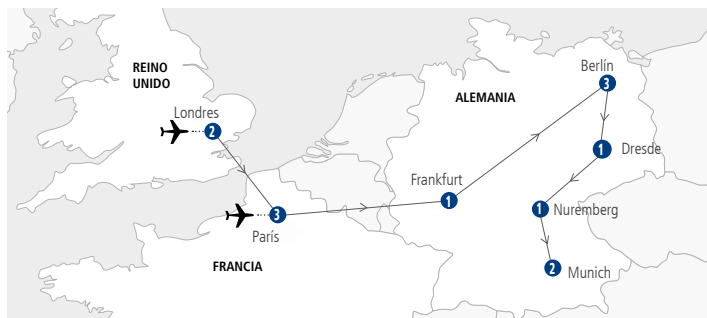 REINO
UNIDO
Londres
2
París
3
FRANCIA
ALEMANIA
Frankfurt
1
Berlín
3
Dresde
1
Nuremberg
1
Munich
2